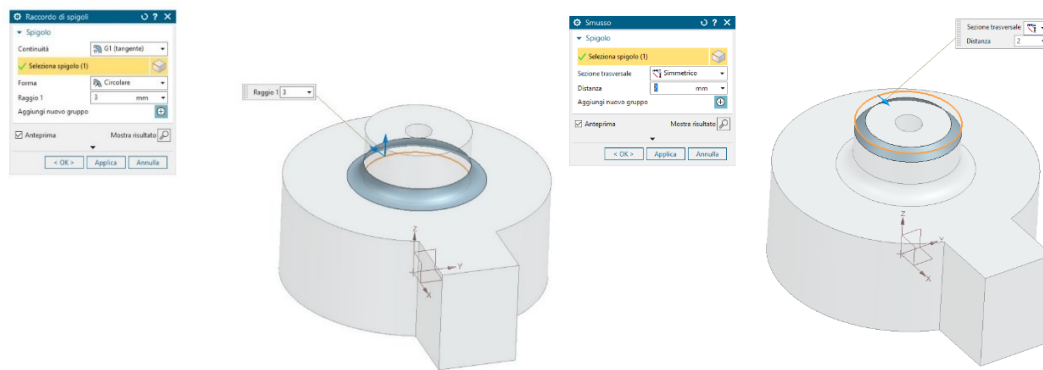 Raccordo di spigoli
Spigolo
Continuità G1 (tangente)
Seleziona spigolo (1)
Forma Circolare
Raggio 1 3 mm
Aggiungi nuovo gruppo
Anteprima Mostra risultato
< OK > Applica Annulla
Raggio 1 3
Z
Y
X
Smusso
Spigolo
Seleziona spigolo (1)
Sezione trasversale Simmetrico
Distanza 2 mm
Aggiungi nuovo gruppo
Anteprima Mostra risultato
< OK > Applica Annulla
Sezione trasversale
Distanza 2
Z
Y
X